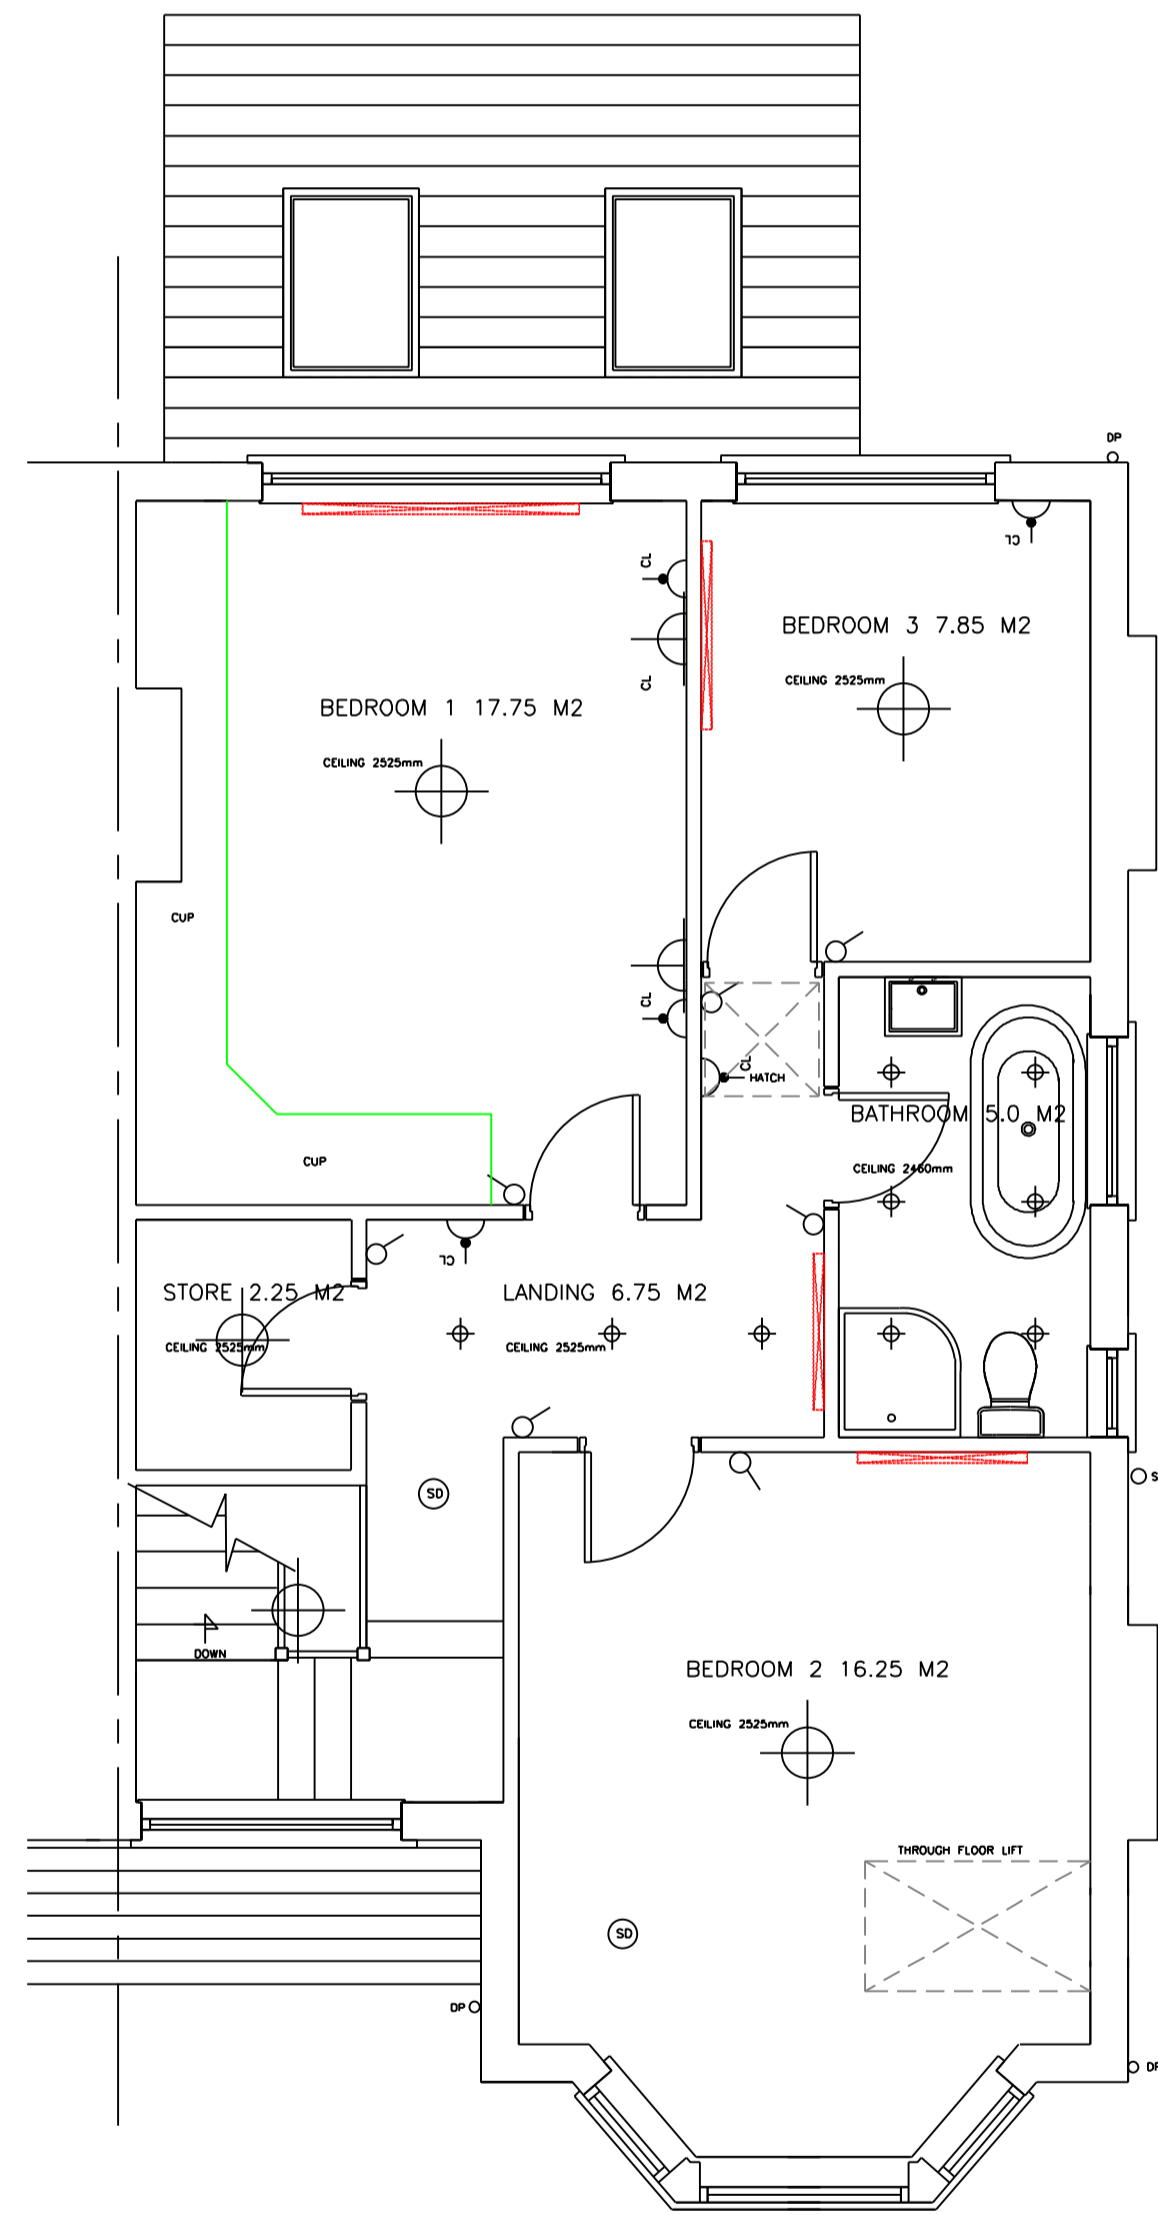 DP
CL
CL
BEDROOM 3 7.85 M2
CEILING 2525mm
CL
BEDROOM 1 17.75 M2
CEILING 2525mm
CUP
CL
CL
HATCH
BATHROOM 5.0 M2
CEILING 2460mm
CUP
CL
STORE 2.25 M2
CEILING 2525mm
LANDING 6.75 M2
CEILING 2525mm
SD
S
DOWN
BEDROOM 2 16.25 M2
CEILING 2525mm
THROUGH FLOOR LIFT
SD
DP
DP